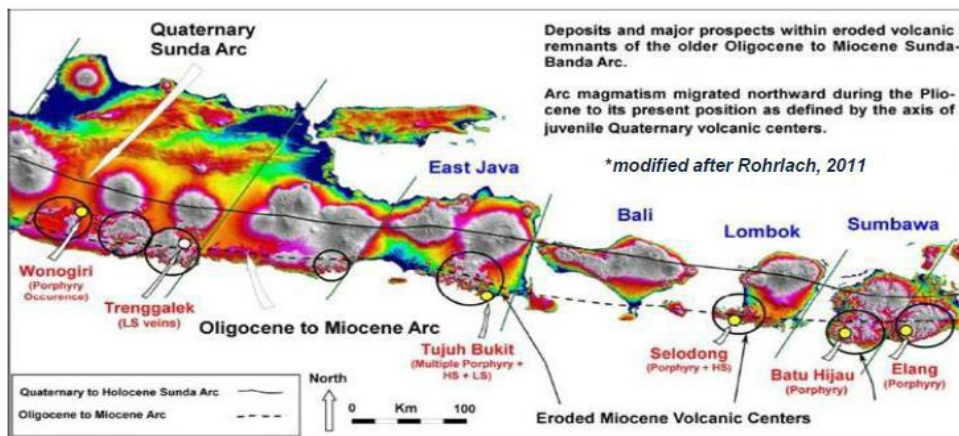 Quaternary
Sunda Arc
Deposits and major prospects within eroded volcanic
remnants of the older Oligocene to Miocene Sunda-
Banda Arc.
Arc magmatism migrated northward during the Plio-
cene to its present position as defined by the axis of
juvenile Quaternary volcanic centers.
*modified after Rohrlach, 2011
East Java
Bali
Lombok
Sumbawa
Wonogiri
(Porphyry
Occurence)
Trenggalek
(LS veins)
Oligocene to Miocene Arc
Tujuh Bukit
(Multiple Porphyry +
HS + LS)
Selodong
(Porphyry + HS)
Batu Hijau
(Porphyry)
Elang
(Porphyry)
Quaternary to Holocene Sunda Arc
Oligocene to Miocene Arc
North
0 Km 100
Eroded Miocene Volcanic Centers